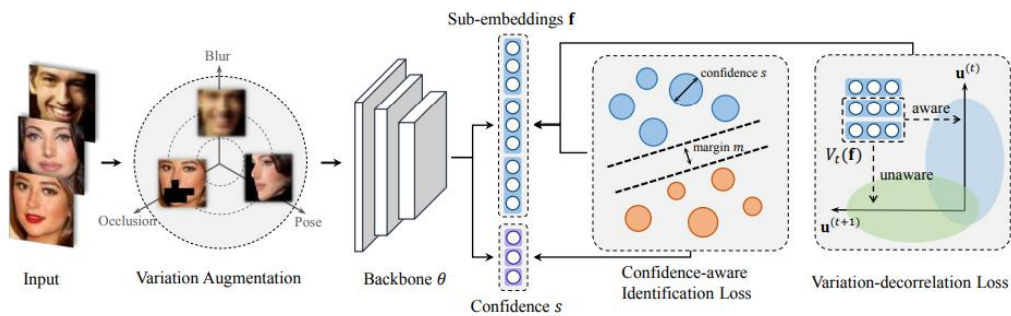 Sub-embeddings f
Blur
Occlusion
Pose
confidence s
margin m
u(t)
aware
Vt(f)
unaware
u(t+1)
Input
Variation Augmentation
Backbone θ
Confidence s
Confidence-aware
Identification Loss
Variation-decorrelation Loss